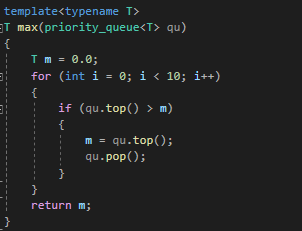 template<typename T>
T max(priority_queue<T> qu)
{
T m = 0.0;
for (int i = 0; i < 10; i++)
{
if (qu.top() > m)
{
m = qu.top();
qu.pop();
}
}
return m;
}